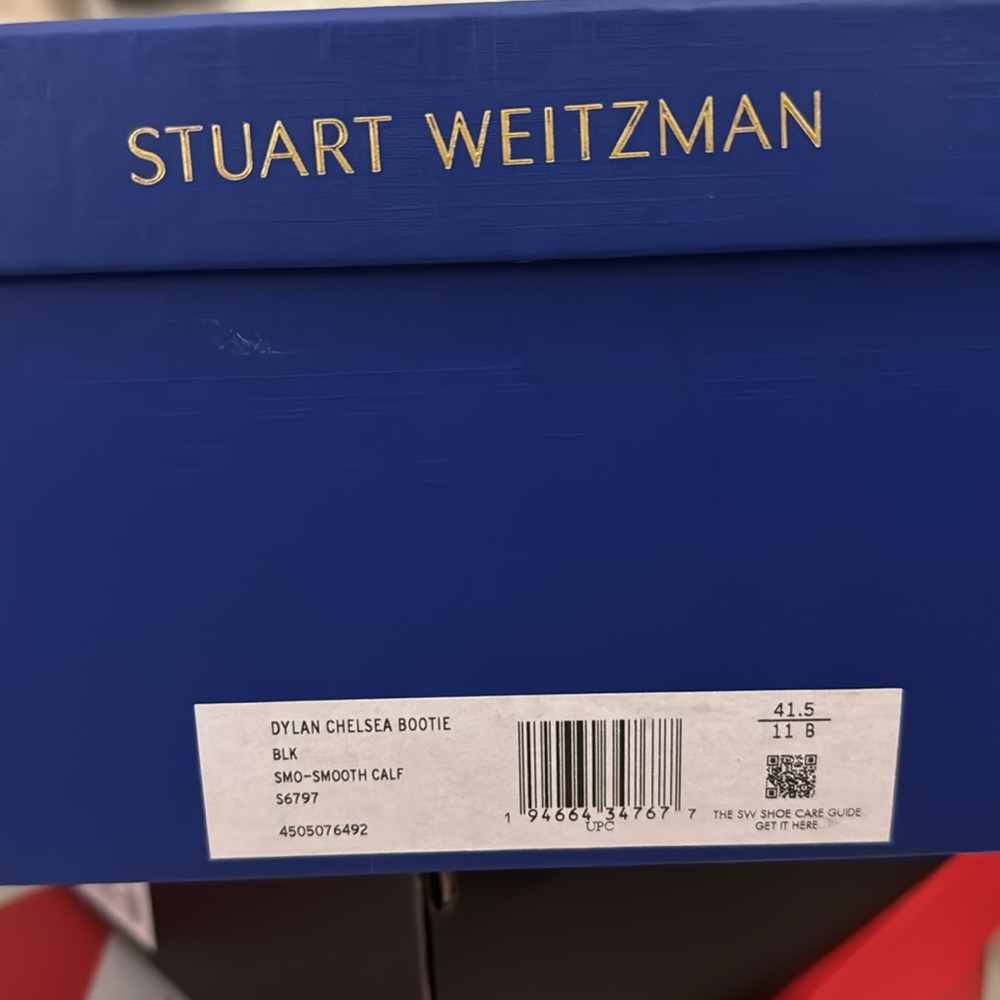 STUART WEITZMAN
DYLAN CHELSEA BOOTIE
BLK
SMO-SMOOTH CALF
S6797
4505076492
1 94664 34767 7
UPC
41.5
11 B
THE SW SHOE CARE GUIDE
GET IT HERE.